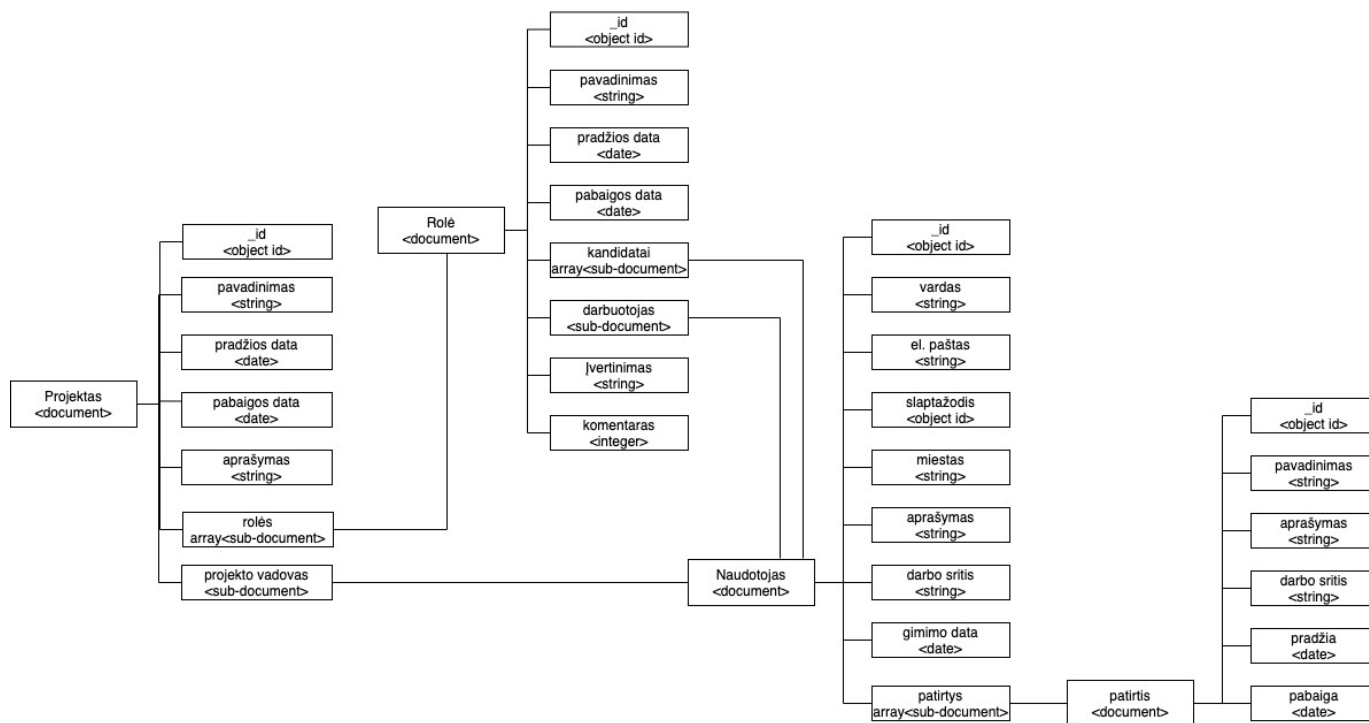 Projektas
<document>
_id
<object id>
pavadinimas
<string>
pradžios data
<date>
pabaigos data
<date>
aprašymas
<string>
rolės
array<sub-document>
projekto vadovas
<sub-document>
Rolė
<document>
_id
<object id>
pavadinimas
<string>
pradžios data
<date>
pabaigos data
<date>
kandidatai
array<sub-document>
darbuotojas
<sub-document>
Įvertinimas
<string>
komentaras
<integer>
Naudotojas
<document>
_id
<object id>
vardas
<string>
el. paštas
<string>
slaptažodis
<object id>
miestas
<string>
aprašymas
<string>
darbo sritis
<string>
gimimo data
<date>
patirtys
array<sub-document>
patirtis
<document>
_id
<object id>
pavadinimas
<string>
aprašymas
<string>
darbo sritis
<string>
pradžia
<date>
pabaiga
<date>